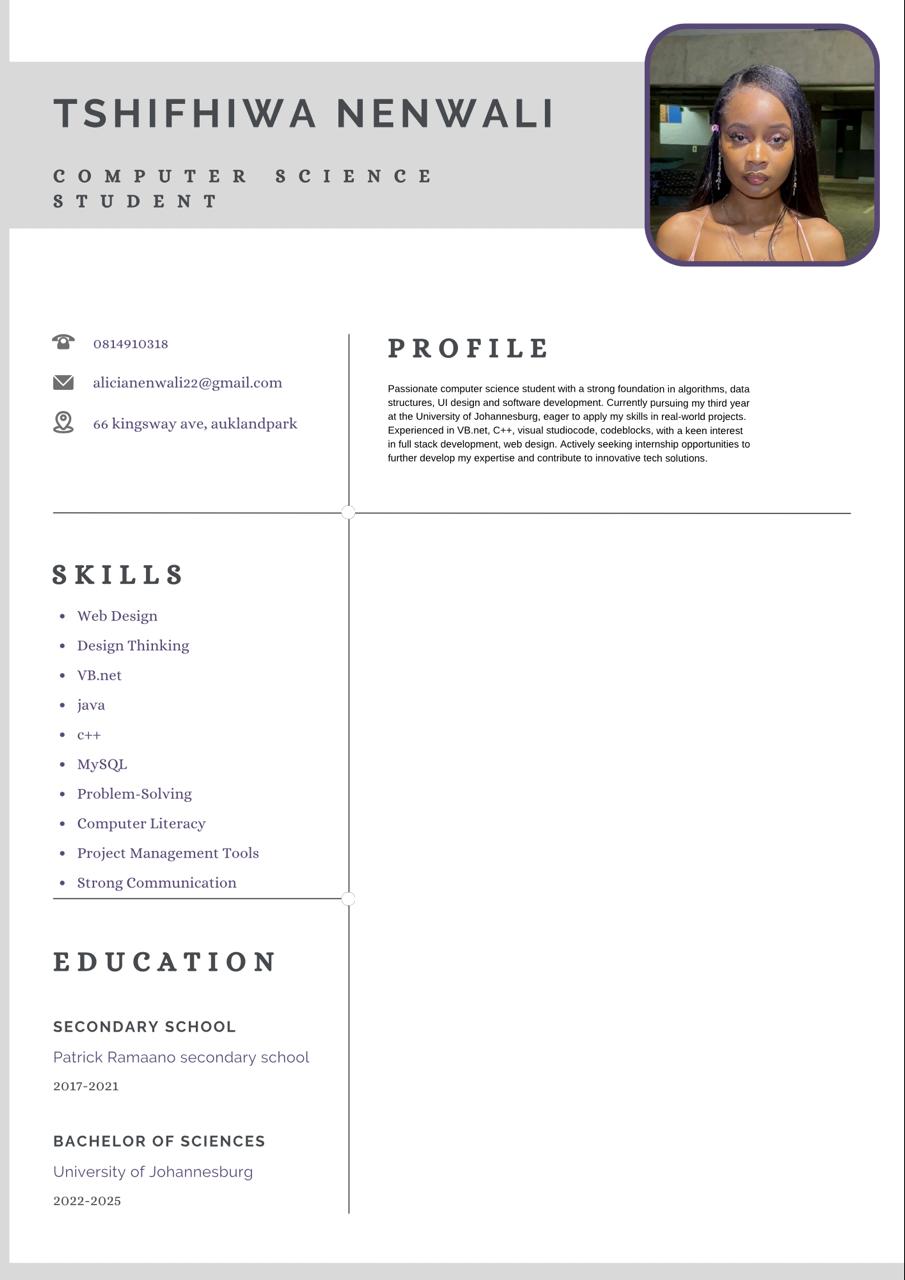 TSHIFHIWA NENWALI
COMPUTER SCIENCE
STUDENT
0814910318
alicianenwali22@gmail.com
66 kingsway ave, auklandpark
PROFILE
Passionate computer science student with a strong foundation in algorithms, data
structures, UI design and software development. Currently pursuing my third year
at the University of Johannesburg, eager to apply my skills in real-world projects.
Experienced in VB.net, C++, visual studiocode, codeblocks, with a keen interest
in full stack development, web design. Actively seeking internship opportunities to
further develop my expertise and contribute to innovative tech solutions.
SKILLS
• Web Design
• Design Thinking
• VB.net
• java
• c++
• MySQL
• Problem-Solving
• Computer Literacy
• Project Management Tools
• Strong Communication
EDUCATION
SECONDARY SCHOOL
Patrick Ramaano secondary school
2017-2021
BACHELOR OF SCIENCES
University of Johannesburg
2022-2025